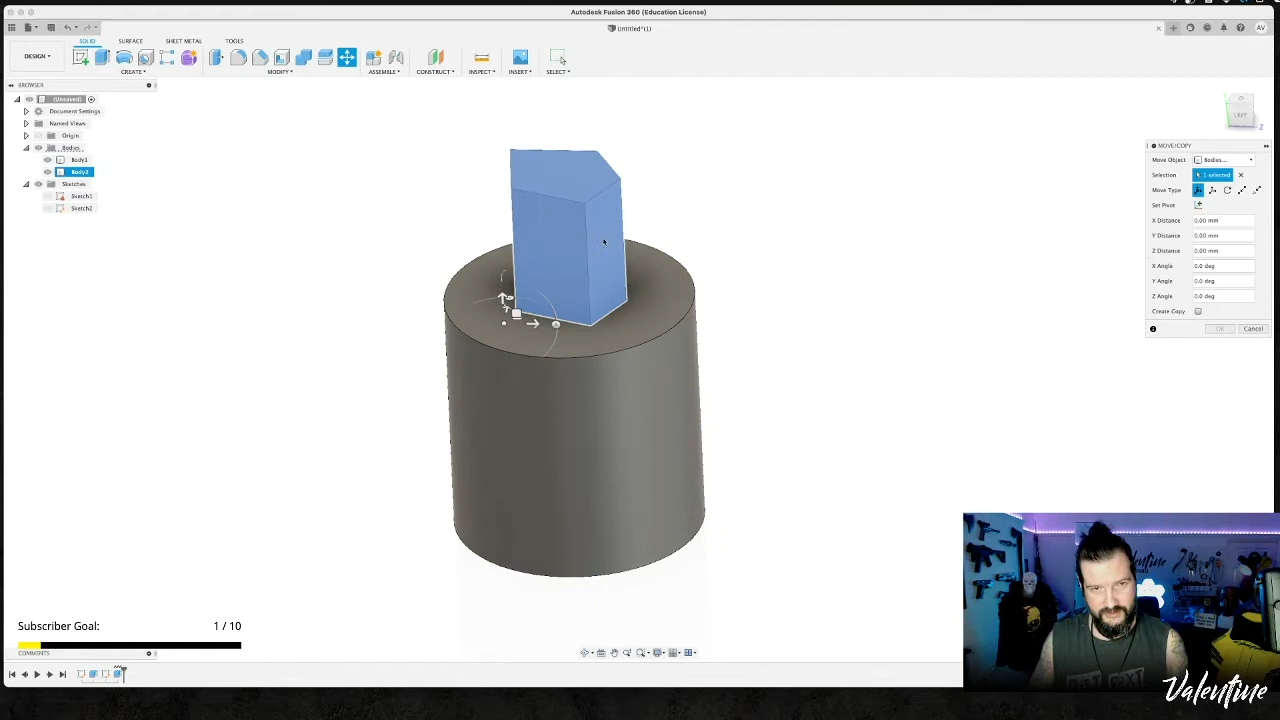 Autodesk Fusion 360 (Education License)
Untitled*(1)
AV
DESIGN
SOLID SURFACE SHEET METAL TOOLS
CREATE MODIFY ASSEMBLE CONSTRUCT INSPECT INSERT SELECT
BROWSER
(Unsaved)
Document Settings
Named Views
Origin
Bodies
Body1
Body2
Sketches
Sketch1
Sketch2
LEFT
Z
MOVE/COPY
Move Object Bodies...
Selection 1 selected
Move Type
Set Pivot
X Distance 0.00 mm
Y Distance 0.00 mm
Z Distance 0.00 mm
X Angle 0.0 deg
Y Angle 0.0 deg
Z Angle 0.0 deg
Create Copy
OK Cancel
Subscriber Goal: 1 / 10
COMMENTS
Valentine
Valentine